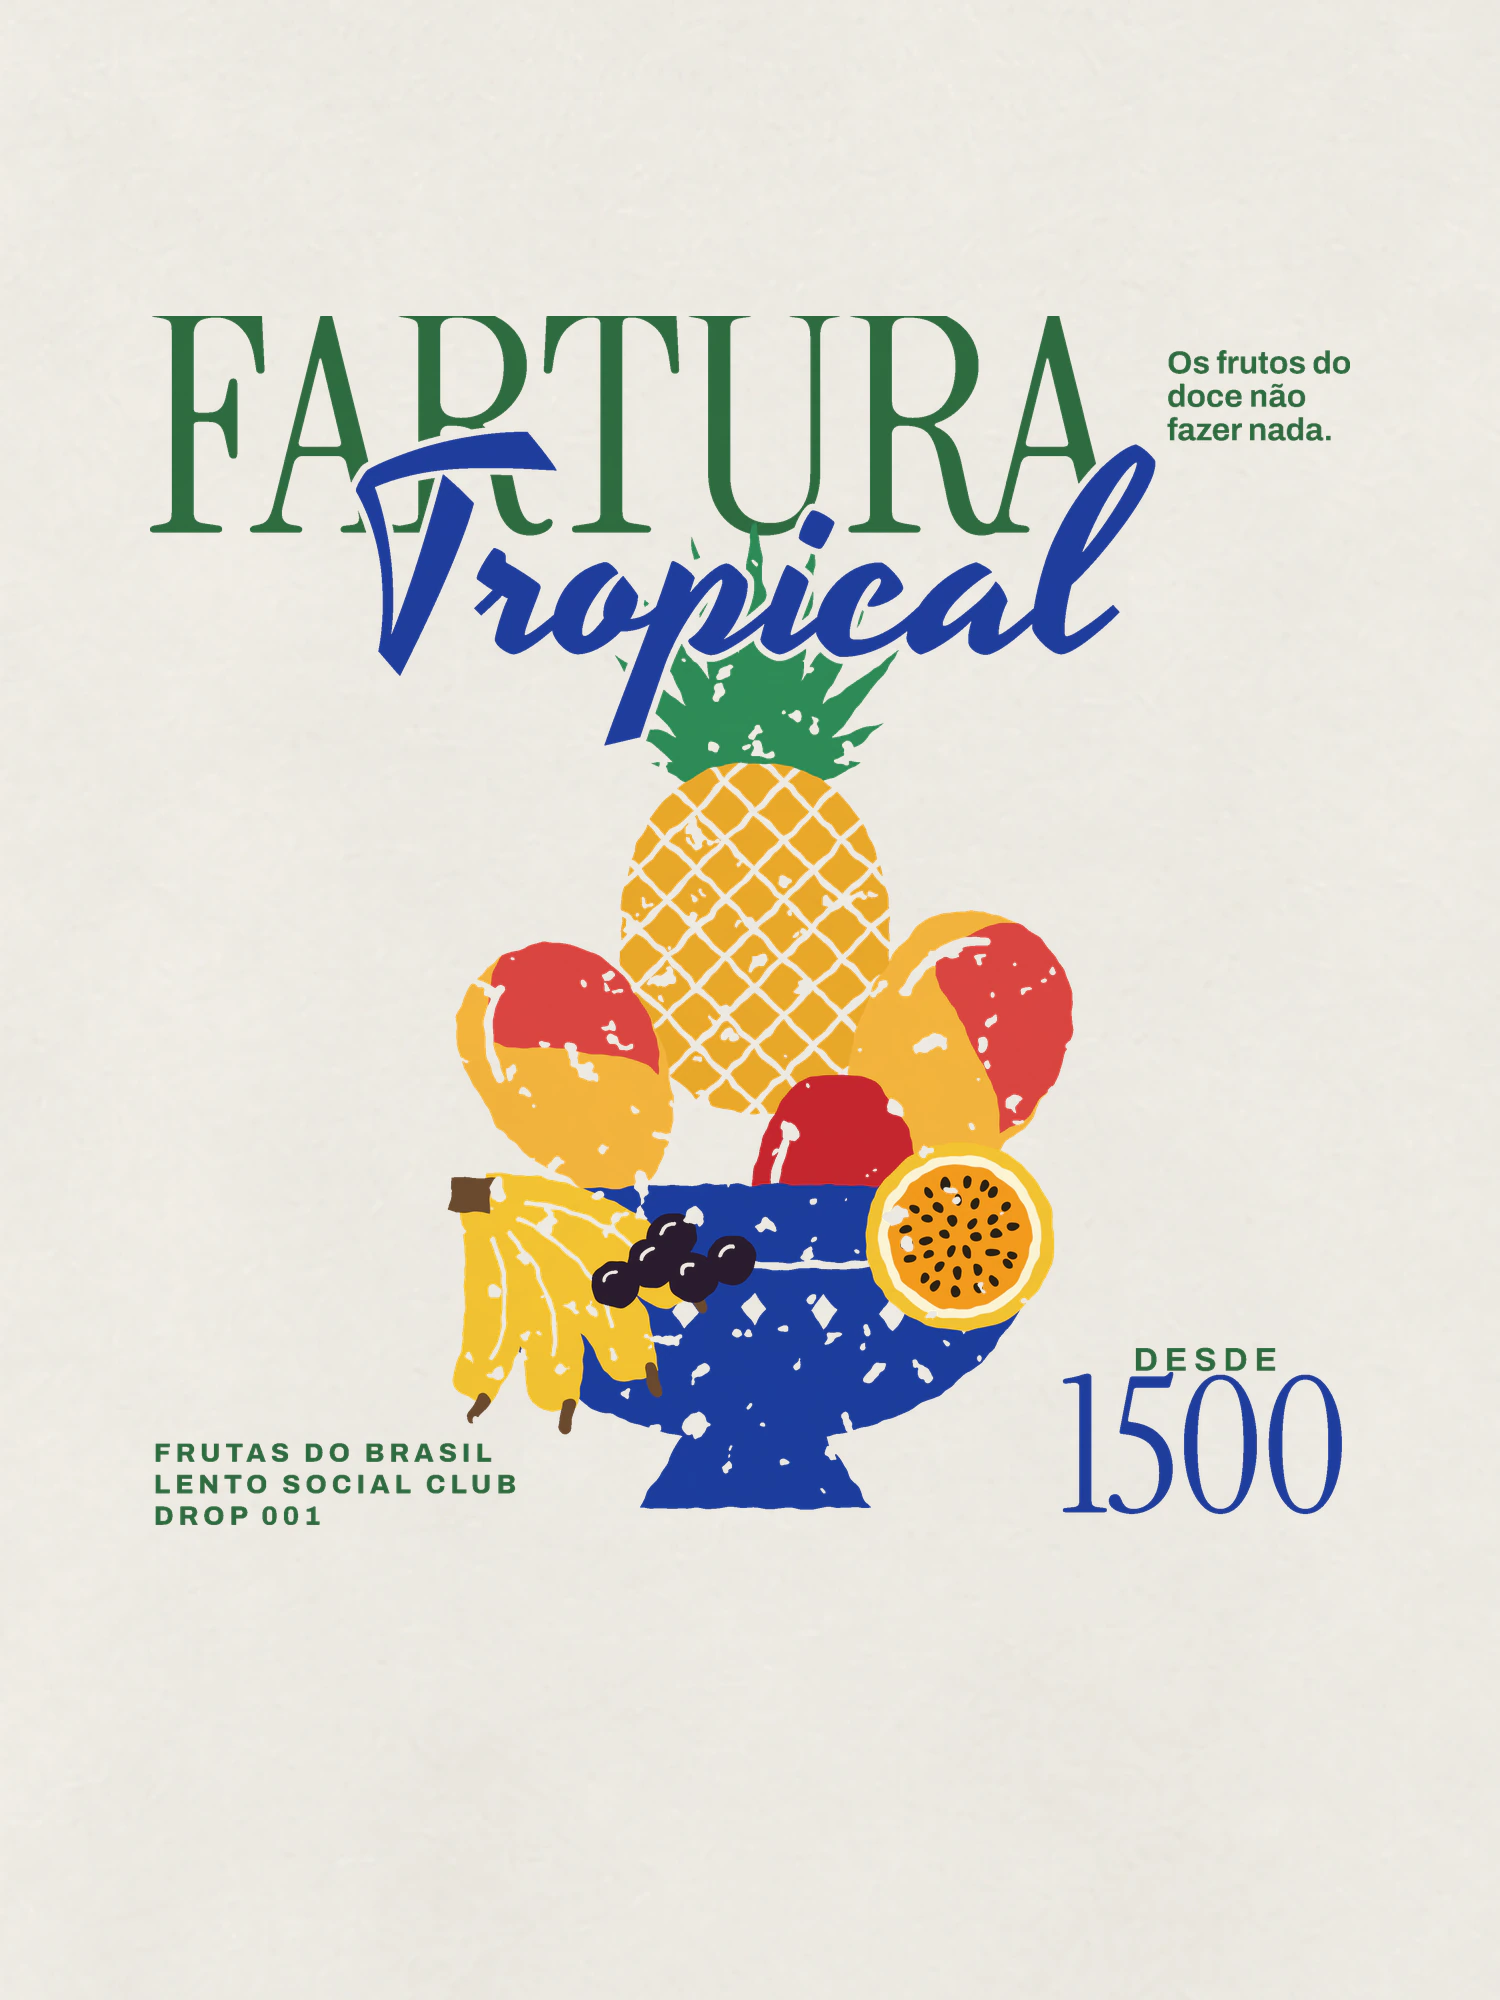 FARTURA
Tropical
Os frutos do
doce não
fazer nada.
DESDE
1500
FRUTAS DO BRASIL
LENTO SOCIAL CLUB
DROP 001